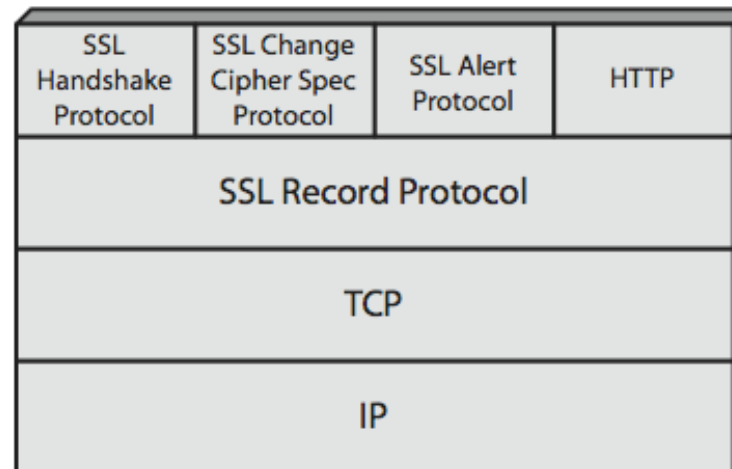 SSL
Handshake
Protocol
SSL Change
Cipher Spec
Protocol
SSL Alert
Protocol
HTTP
SSL Record Protocol
TCP
IP